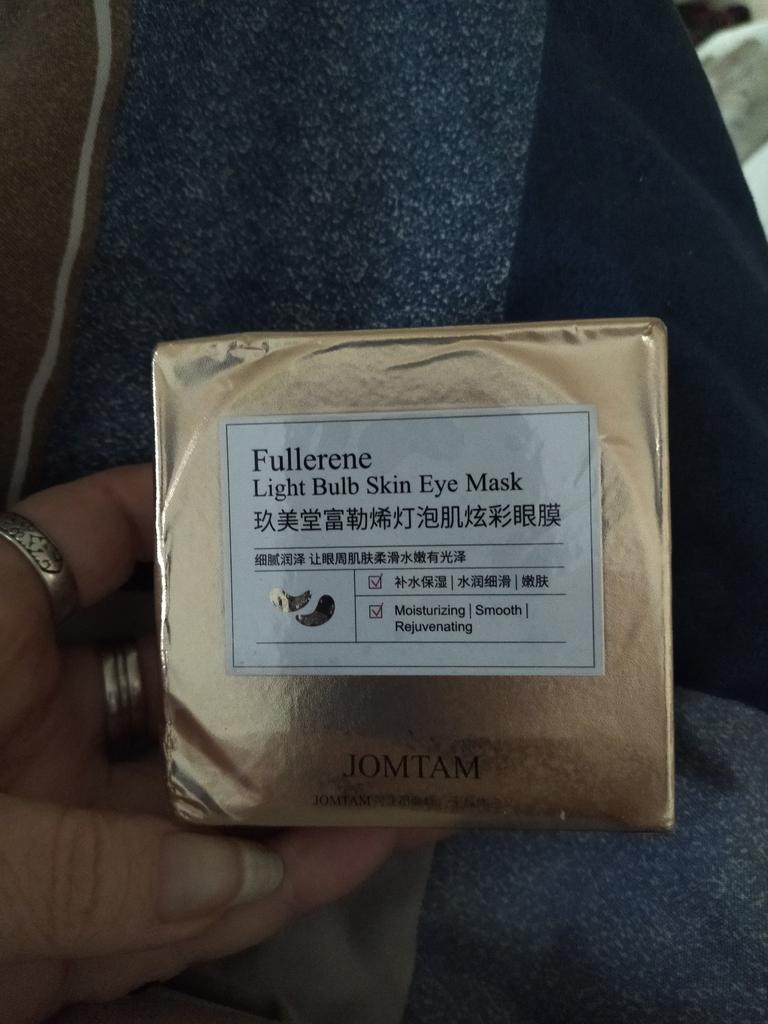 Fullerene
Light Bulb Skin Eye Mask
玖美堂富勒烯灯泡肌炫彩眼膜
细腻润泽 让眼周肌肤柔滑水嫩有光泽
补水保湿 | 水润细滑 | 嫩肤
Moisturizing | Smooth |
Rejuvenating
JOMTAM
JOMTAM